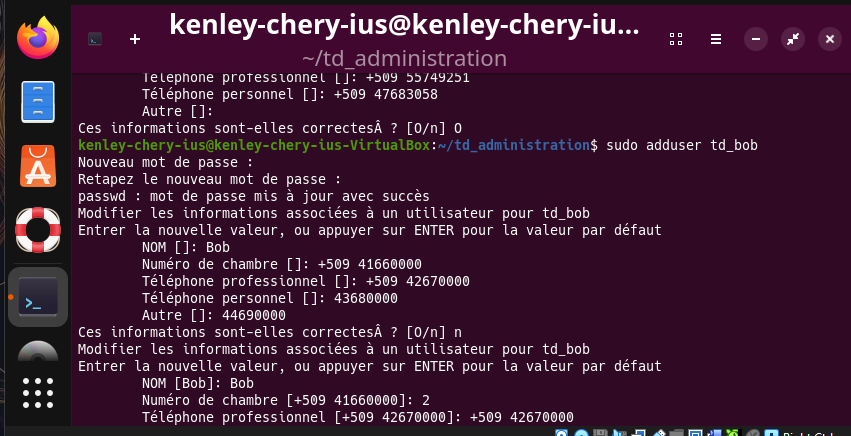 kenley-chery-ius@kenley-chery-iu...
~/td_administration
Téléphone professionnel []: +509 55749251
Téléphone personnel []: +509 47683058
Autre []:
Ces informations sont-elles correctesÂ ? [O/n] O
kenley-chery-ius@kenley-chery-ius-VirtualBox:~/td_administration$ sudo adduser td_bob
Nouveau mot de passe :
Retapez le nouveau mot de passe :
passwd : mot de passe mis à jour avec succès
Modifier les informations associées à un utilisateur pour td_bob
Entrer la nouvelle valeur, ou appuyer sur ENTER pour la valeur par défaut
NOM []: Bob
Numéro de chambre []: +509 41660000
Téléphone professionnel []: +509 42670000
Téléphone personnel []: 43680000
Autre []: 44690000
Ces informations sont-elles correctesÂ ? [O/n] n
Modifier les informations associées à un utilisateur pour td_bob
Entrer la nouvelle valeur, ou appuyer sur ENTER pour la valeur par défaut
NOM [Bob]: Bob
Numéro de chambre [+509 41660000]: 2
Téléphone professionnel [+509 42670000]: +509 42670000
Right Ctrl